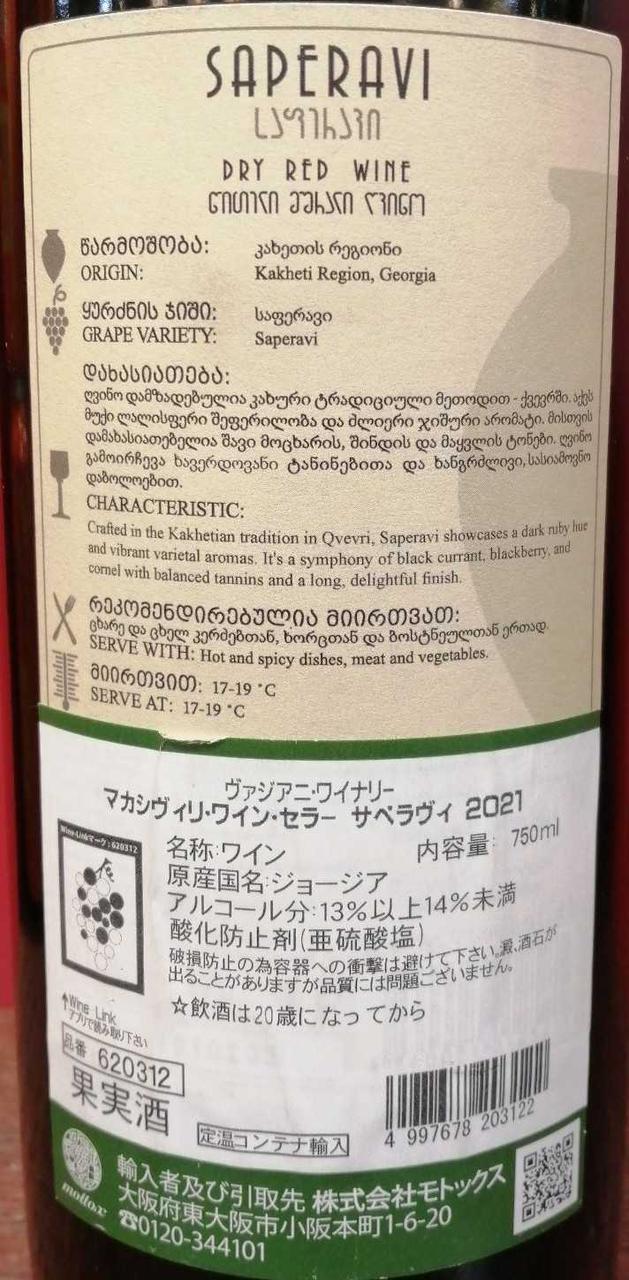 SAPERAVI
საფერავი
DRY RED WINE
წითელი მშრალი ღვინო
წარმოშობა: კახეთის რეგიონი
ORIGIN: Kakheti Region, Georgia
ყურძნის ჯიში: საფერავი
GRAPE VARIETY: Saperavi
დახასიათება:
ღვინო დამზადებულია კახური ტრადიციული მეთოდით - ქვევრში. აქვს
მუქი ლალისფერი შეფერილობა და ძლიერი ჯიშური არომატი. მისთვის
დამახასიათებელია შავი მოცხარის, შინდის და მაყვლის ტონები. ღვინო
გამოირჩევა ხავერდოვანი ტანინებითა და ხანგრძლივი, სასიამოვნო
დაბოლოებით.
CHARACTERISTIC:
Crafted in the Kakhetian tradition in Qvevri, Saperavi showcases a dark ruby hue
and vibrant varietal aromas. It's a symphony of black currant, blackberry, and
cornel with balanced tannins and a long, delightful finish.
რეკომენდირებულია მიირთვათ:
ცხარე და ცხელ კერძებთან, ხორცთან და ბოსტნეულთან ერთად.
SERVE WITH: Hot and spicy dishes, meat and vegetables.
მიირთვით: 17-19 °C
SERVE AT: 17-19 °C
ヴァジアニ・ワイナリー
マカシヴィリ・ワイン・セラー サペラヴィ 2021
Wine-Linkマーク:620312
名称:ワイン 内容量: 750ml
原産国名:ジョージア
アルコール分:13%以上14%未満
酸化防止剤(亜硫酸塩)
破損防止の為容器への衝撃は避けて下さい。澱、酒石が
出ることがありますが品質には問題ございません。
☆飲酒は20歳になってから
↑Wine Link
アプリで読み取り下さい
品番 620312
果実酒
定温コンテナ輸入
4 997678 203122
mottox
輸入者及び引取先 株式会社モトックス
大阪府東大阪市小阪本町1-6-20
☎0120-344101